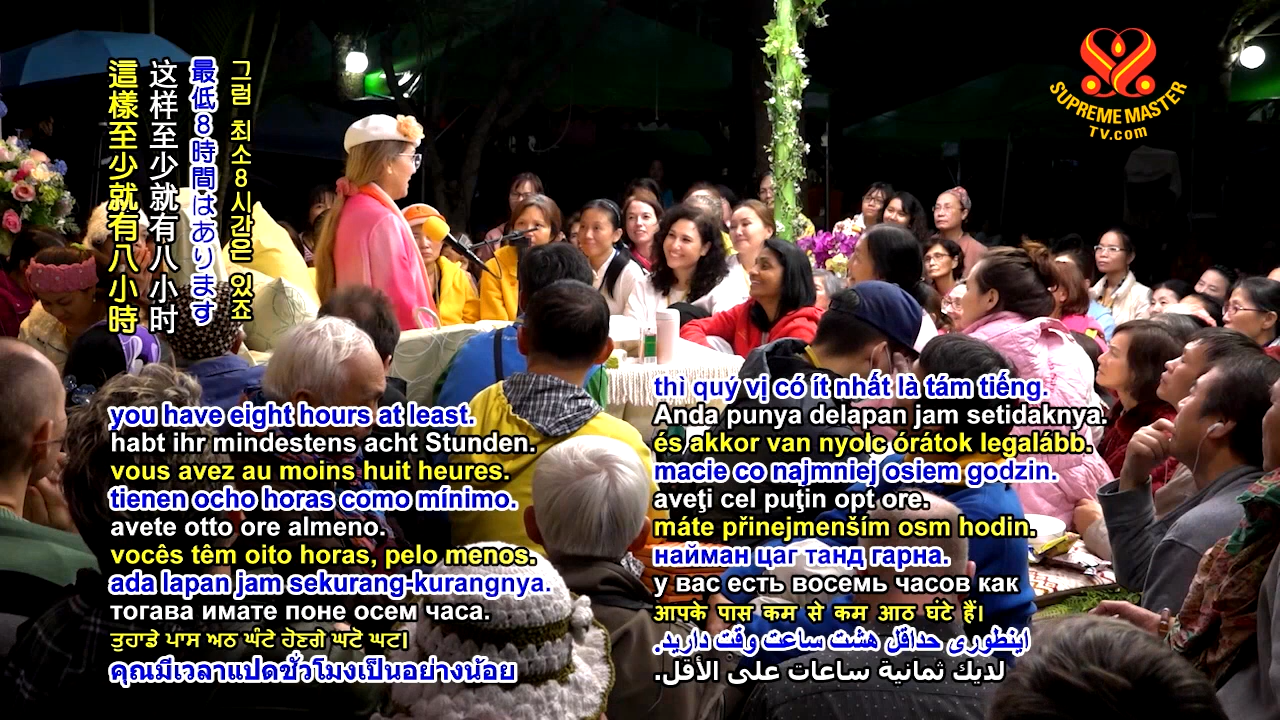 SUPREME MASTER
TV.com
그럼 최소 8시간은 있죠
最低8時間はあります
这样至少就有八小时
這樣至少就有八小時
you have eight hours at least.
habt ihr mindestens acht Stunden.
vous avez au moins huit heures.
tienen ocho horas como mínimo.
avete otto ore almeno.
vocês têm oito horas, pelo menos.
ada lapan jam sekurang-kurangnya.
тогава имате поне осем часа.
ਤੁਹਾਡੇ ਪਾਸ ਅਠ ਘੰਟੇ ਹੋਣਗੇ ਘਟੋ ਘਟ।
คุณมีเวลาแปดชั่วโมงเป็นอย่างน้อย
thì quý vị có ít nhất là tám tiếng.
Anda punya delapan jam setidaknya.
és akkor van nyolc órátok legalább.
macie co najmniej osiem godzin.
aveţi cel puţin opt ore.
máte přinejmenším osm hodin.
найман цаг танд гарна.
у вас есть восемь часов как
आपके पास कम से कम आठ घंटे हैं।
اینطوری حداقل هشت ساعت وقت دارید.
لديك ثمانية ساعات على الأقل.